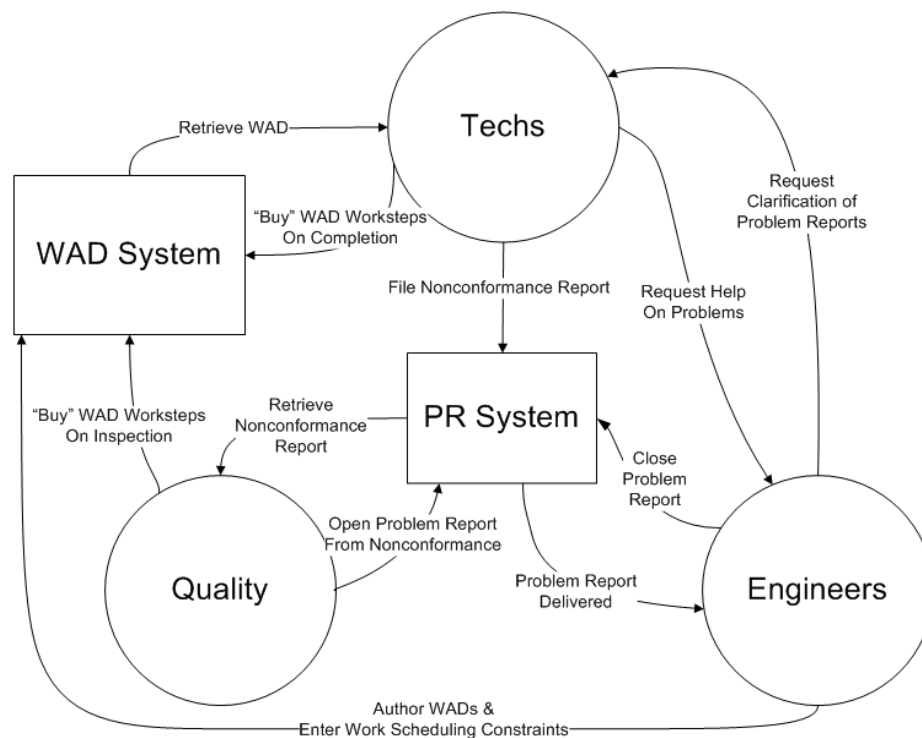 Techs
Retrieve WAD
Request
Clarification of
Problem Reports
“Buy” WAD Worksteps
On Completion
WAD System
File Nonconformance Report
Request Help
On Problems
“Buy” WAD Worksteps
On Inspection
Retrieve
Nonconformance
Report
PR System
Close
Problem
Report
Open Problem Report
From Nonconformance
Quality
Problem Report
Delivered
Engineers
Author WADs &
Enter Work Scheduling Constraints